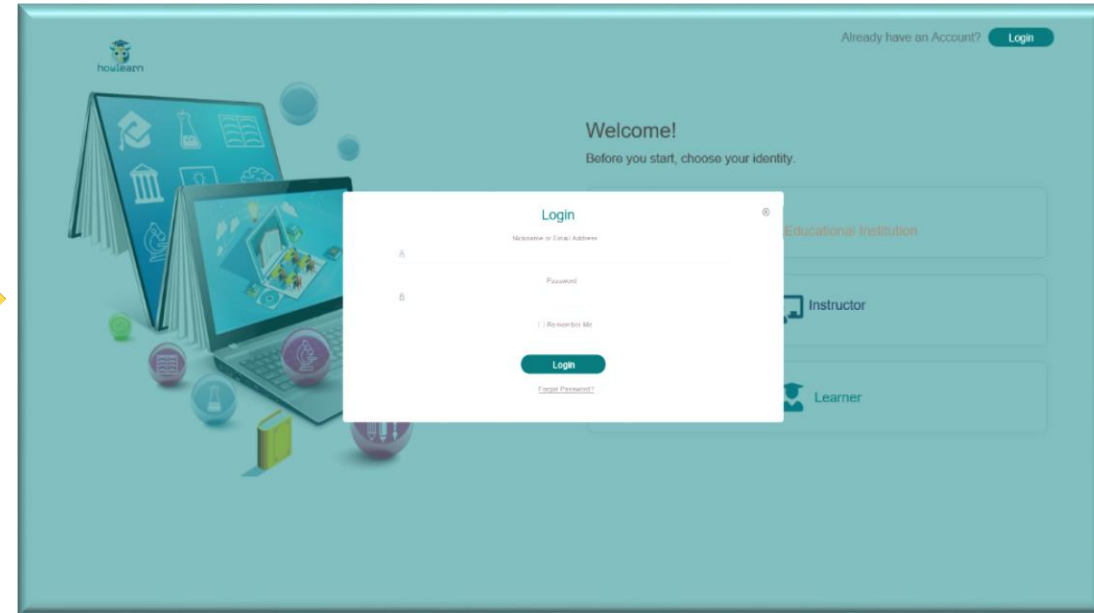 howlearn
Already have an Account? Login
Welcome!
Before you start, choose your identity.
Educational Institution
Instructor
Learner
Login
Nickname or Email Address
Password
Remember Me
Login
Forgot Password?